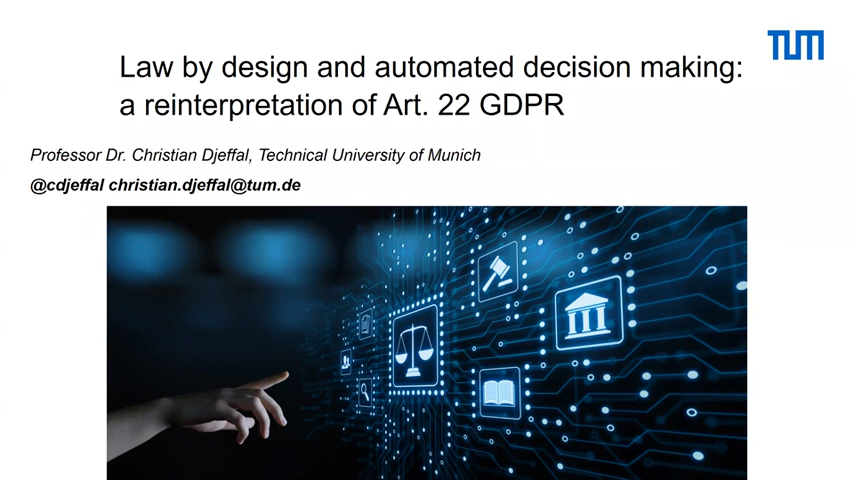 TUM
Law by design and automated decision making:
a reinterpretation of Art. 22 GDPR
Professor Dr. Christian Djeffal, Technical University of Munich
@cdjeffal christian.djeffal@tum.de